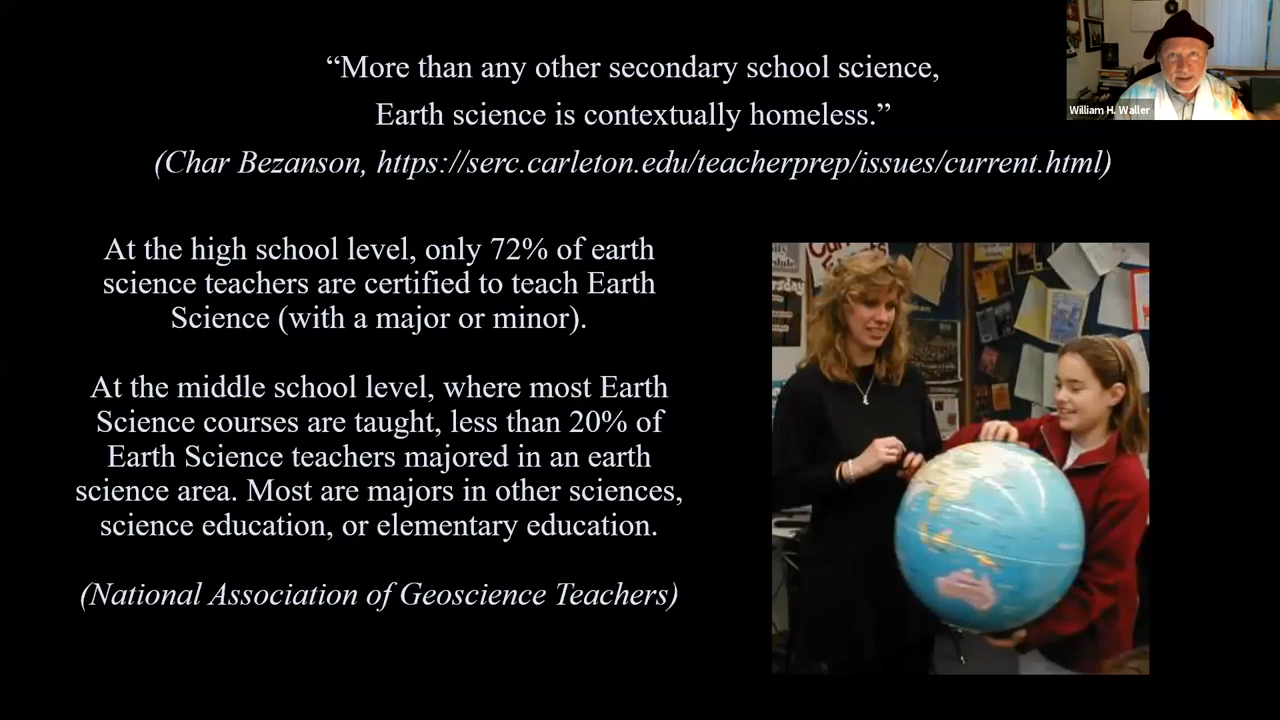 “More than any other secondary school science,
Earth science is contextually homeless.”
(Char Bezanson, https://serc.carleton.edu/teacherprep/issues/current.html)
William H. Waller
At the high school level, only 72% of earth
science teachers are certified to teach Earth
Science (with a major or minor).
At the middle school level, where most Earth
Science courses are taught, less than 20% of
Earth Science teachers majored in an earth
science area. Most are majors in other sciences,
science education, or elementary education.
(National Association of Geoscience Teachers)